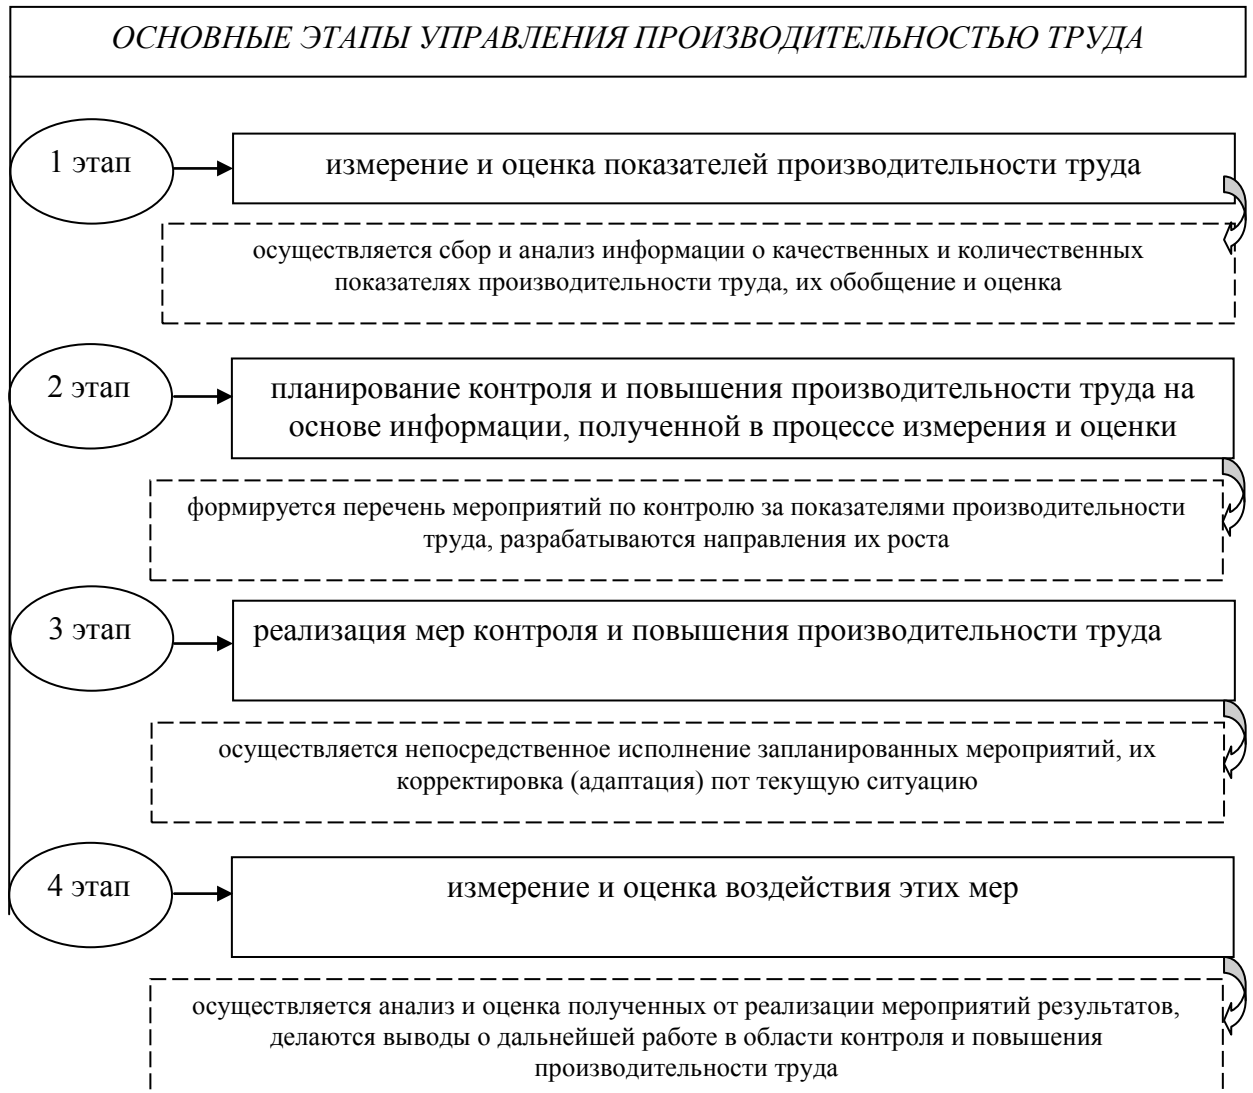 ОСНОВНЫЕ ЭТАПЫ УПРАВЛЕНИЯ ПРОИЗВОДИТЕЛЬНОСТЬЮ ТРУДА
1 этап
измерение и оценка показателей производительности труда
осуществляется сбор и анализ информации о качественных и количественных
показателях производительности труда, их обобщение и оценка
2 этап
планирование контроля и повышения производительности труда на
основе информации, полученной в процессе измерения и оценки
формируется перечень мероприятий по контролю за показателями производительности
труда, разрабатываются направления их роста
3 этап
реализация мер контроля и повышения производительности труда
осуществляется непосредственное исполнение запланированных мероприятий, их
корректировка (адаптация) пот текущую ситуацию
4 этап
измерение и оценка воздействия этих мер
осуществляется анализ и оценка полученных от реализации мероприятий результатов,
делаются выводы о дальнейшей работе в области контроля и повышения
производительности труда